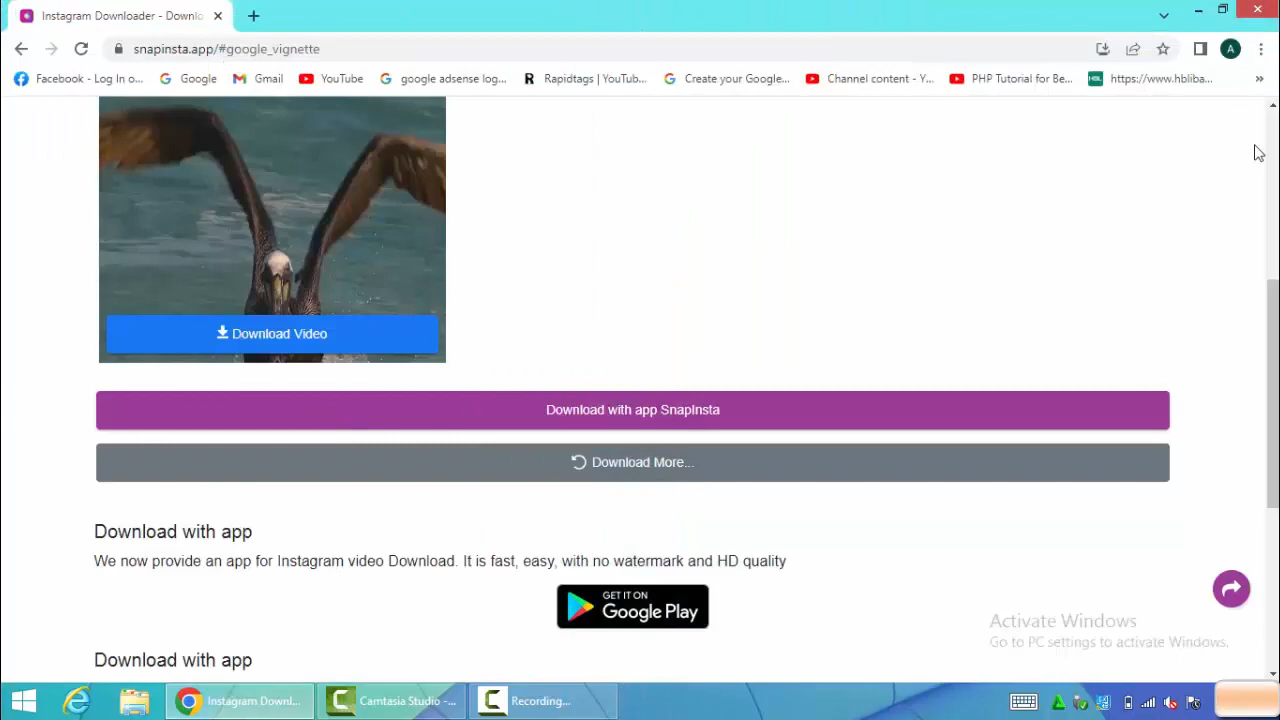 Instagram Downloader - Downlo
snapinsta.app/#google_vignette
Facebook - Log In o...
Google
Gmail
YouTube
google adsense log...
Rapidtags | YouTub...
Create your Google...
Channel content - Y...
PHP Tutorial for Be...
https://www.hbliba...
»
A
Download Video
Download with app SnapInsta
Download More...
Download with app
We now provide an app for Instagram video Download. It is fast, easy, with no watermark and HD quality
GET IT ON
Google Play
Activate Windows
Go to PC settings to activate Windows.
Download with app
Instagram Downl...
Camtasia Studio -...
Recording...